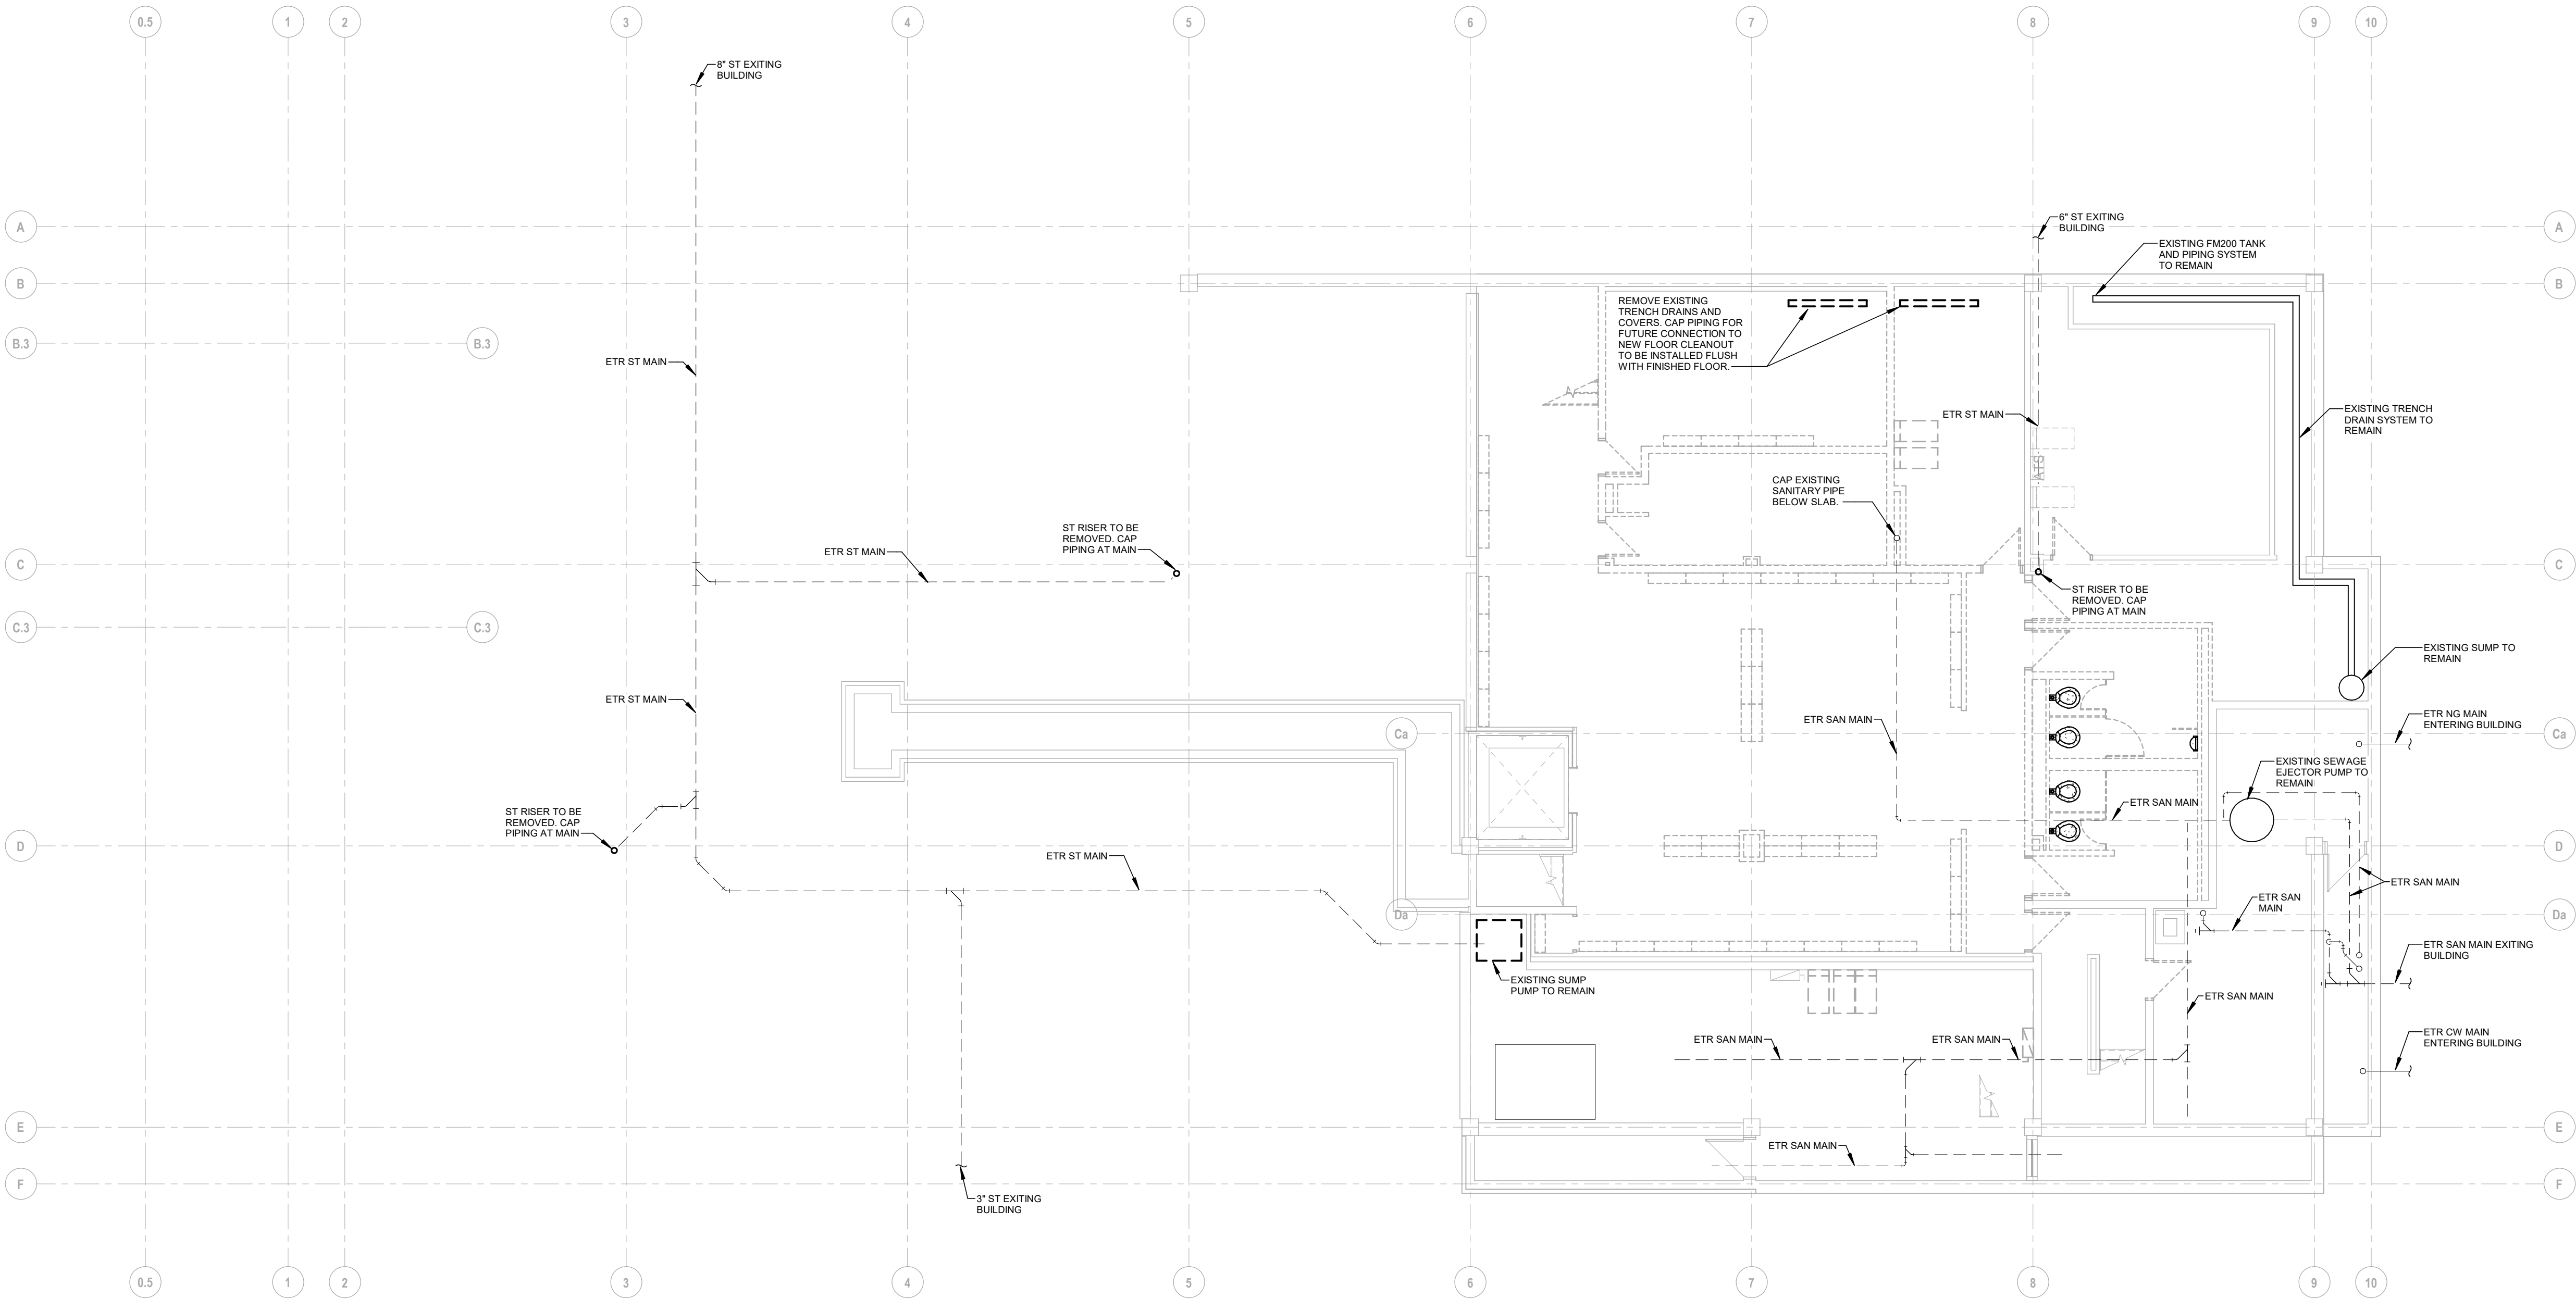 0.5
1
2
3
4
5
6
7
8
9
10
8" ST EXITING
BUILDING
6" ST EXITING
BUILDING
A
A
EXISTING FM200 TANK
AND PIPING SYSTEM
TO REMAIN
B
B
REMOVE EXISTING
TRENCH DRAINS AND
COVERS. CAP PIPING FOR
FUTURE CONNECTION TO
NEW FLOOR CLEANOUT
TO BE INSTALLED FLUSH
WITH FINISHED FLOOR.
B.3
B.3
ETR ST MAIN
ETR ST MAIN
EXISTING TRENCH
DRAIN SYSTEM TO
REMAIN
ATS
CAP EXISTING
SANITARY PIPE
BELOW SLAB.
ST RISER TO BE
REMOVED. CAP
PIPING AT MAIN
ETR ST MAIN
C
C
ST RISER TO BE
REMOVED. CAP
PIPING AT MAIN
C.3
C.3
EXISTING SUMP TO
REMAIN
ETR ST MAIN
ETR SAN MAIN
ETR NG MAIN
ENTERING BUILDING
Ca
Ca
EXISTING SEWAGE
EJECTOR PUMP TO
REMAIN
ETR SAN MAIN
ST RISER TO BE
REMOVED. CAP
PIPING AT MAIN
D
D
ETR ST MAIN
ETR SAN MAIN
ETR SAN
MAIN
Da
Da
ETR SAN MAIN EXITING
BUILDING
EXISTING SUMP
PUMP TO REMAIN
ETR SAN MAIN
ETR SAN MAIN
ETR SAN MAIN
ETR CW MAIN
ENTERING BUILDING
E
E
ETR SAN MAIN
F
F
3" ST EXITING
BUILDING
0.5
1
2
3
4
5
6
7
8
9
10